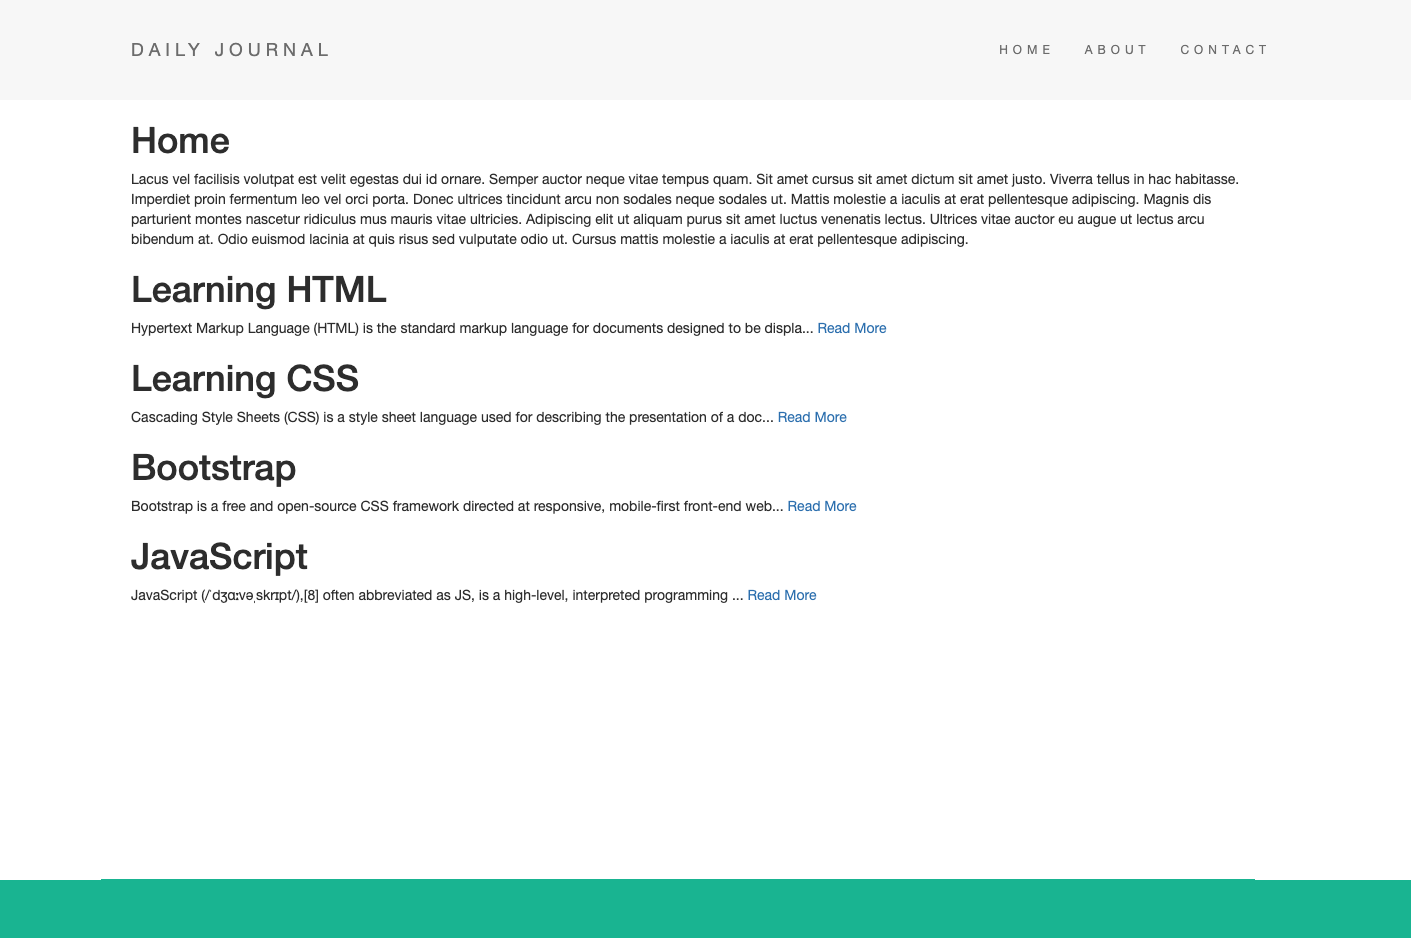 DAILY JOURNAL
HOME ABOUT CONTACT
Home
Lacus vel facilisis volutpat est velit egestas dui id ornare. Semper auctor neque vitae tempus quam. Sit amet cursus sit amet dictum sit amet justo. Viverra tellus in hac habitasse.
Imperdiet proin fermentum leo vel orci porta. Donec ultrices tincidunt arcu non sodales neque sodales ut. Mattis molestie a iaculis at erat pellentesque adipiscing. Magnis dis
parturient montes nascetur ridiculus mus mauris vitae ultricies. Adipiscing elit ut aliquam purus sit amet luctus venenatis lectus. Ultrices vitae auctor eu augue ut lectus arcu
bibendum at. Odio euismod lacinia at quis risus sed vulputate odio ut. Cursus mattis molestie a iaculis at erat pellentesque adipiscing.
Learning HTML
Hypertext Markup Language (HTML) is the standard markup language for documents designed to be displa... Read More
Learning CSS
Cascading Style Sheets (CSS) is a style sheet language used for describing the presentation of a doc... Read More
Bootstrap
Bootstrap is a free and open-source CSS framework directed at responsive, mobile-first front-end web... Read More
JavaScript
JavaScript (/ˈdʒɑːvəˌskrɪpt/),[8] often abbreviated as JS, is a high-level, interpreted programming ... Read More